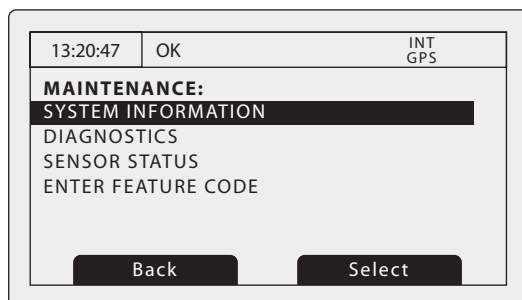 13:20:47 OK INT
GPS
MAINTENANCE:
SYSTEM INFORMATION
DIAGNOSTICS
SENSOR STATUS
ENTER FEATURE CODE
Back Select